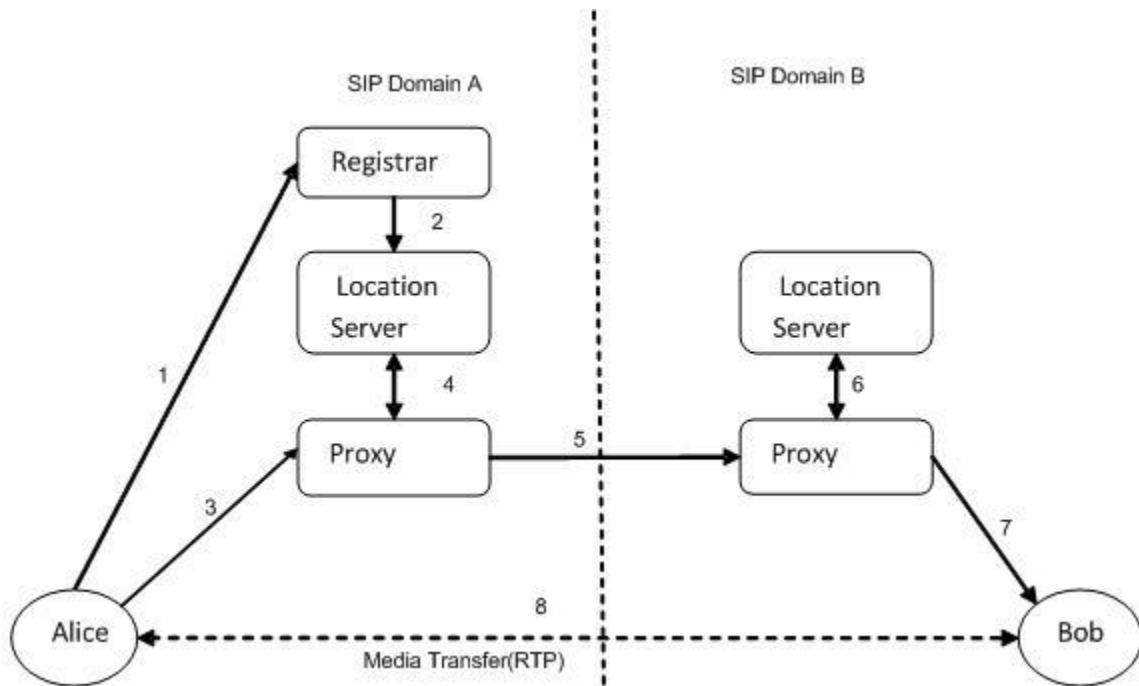 SIP Domain A
SIP Domain B
Registrar
2
Location
Server
Location
Server
1
4
6
Proxy
5
Proxy
3
7
8
Alice
Bob
Media Transfer(RTP)